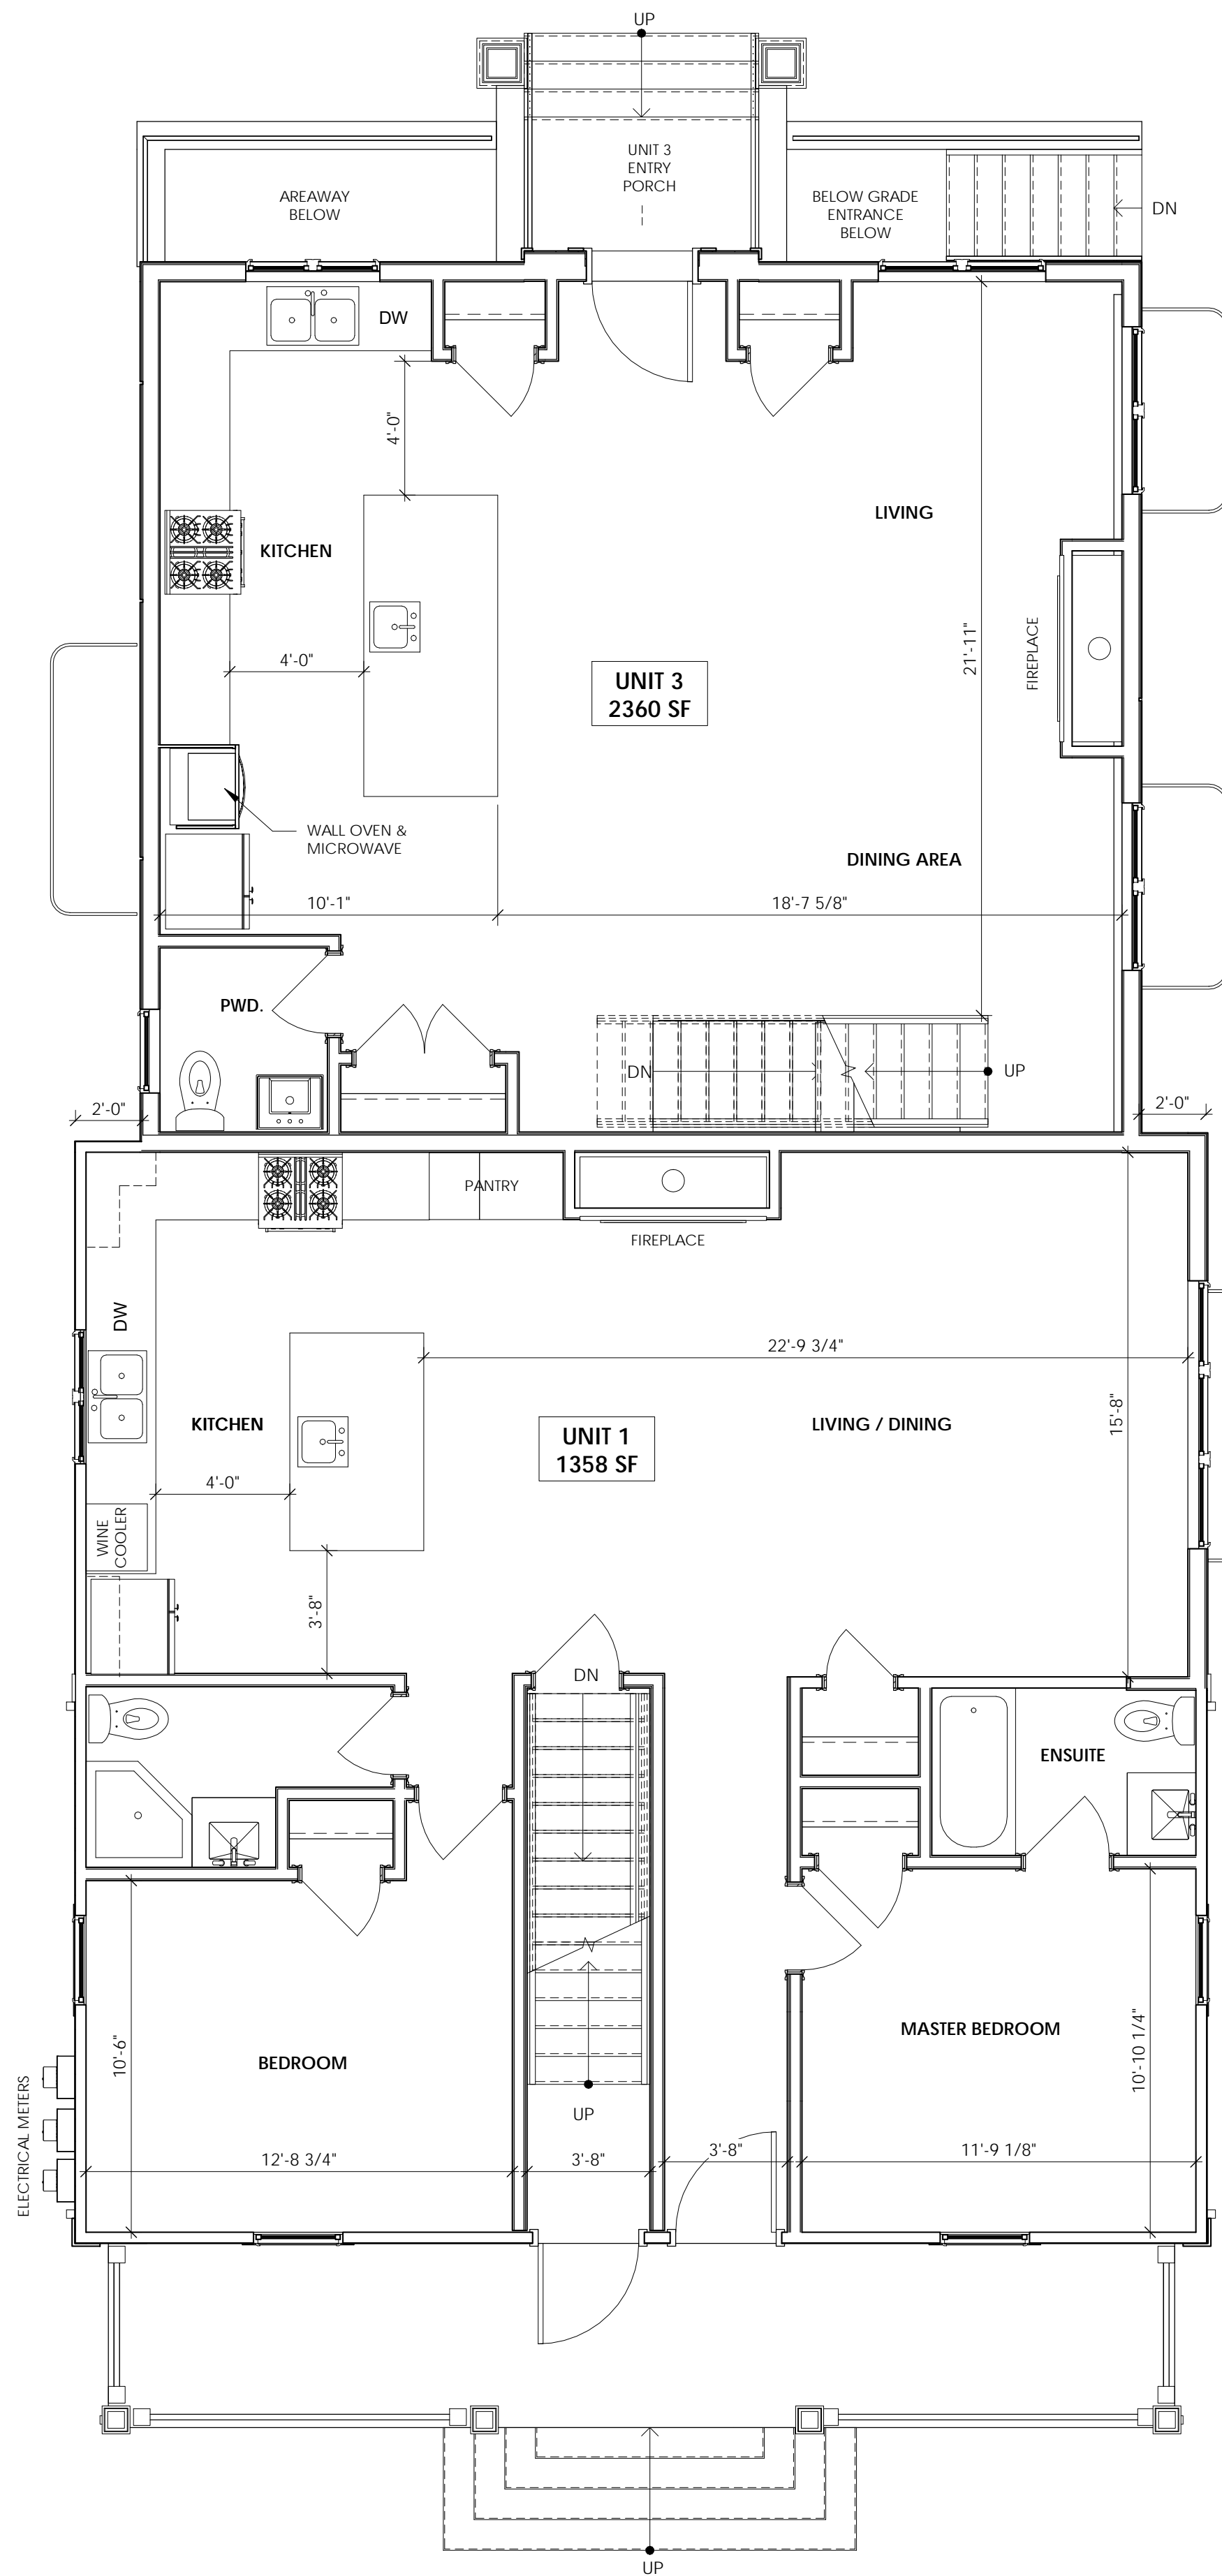 UP
UNIT 3
ENTRY
PORCH
AREAWAY
BELOW
BELOW GRADE
ENTRANCE
BELOW
DN
DW
4'-0"
LIVING
KITCHEN
4'-0"
21'-11"
FIREPLACE
UNIT 3
2360 SF
WALL OVEN &
MICROWAVE
DINING AREA
10'-1"
18'-7 5/8"
PWD.
DN
UP
2'-0"
2'-0"
PANTRY
FIREPLACE
DW
22'-9 3/4"
15'-8"
KITCHEN
UNIT 1
1358 SF
LIVING / DINING
4'-0"
WINE
COOLER
3'-8"
DN
ENSUITE
MASTER BEDROOM
10'-6"
BEDROOM
10'-10 1/4"
ELECTRICAL METERS
UP
12'-8 3/4"
3'-8"
3'-8"
11'-9 1/8"
UP